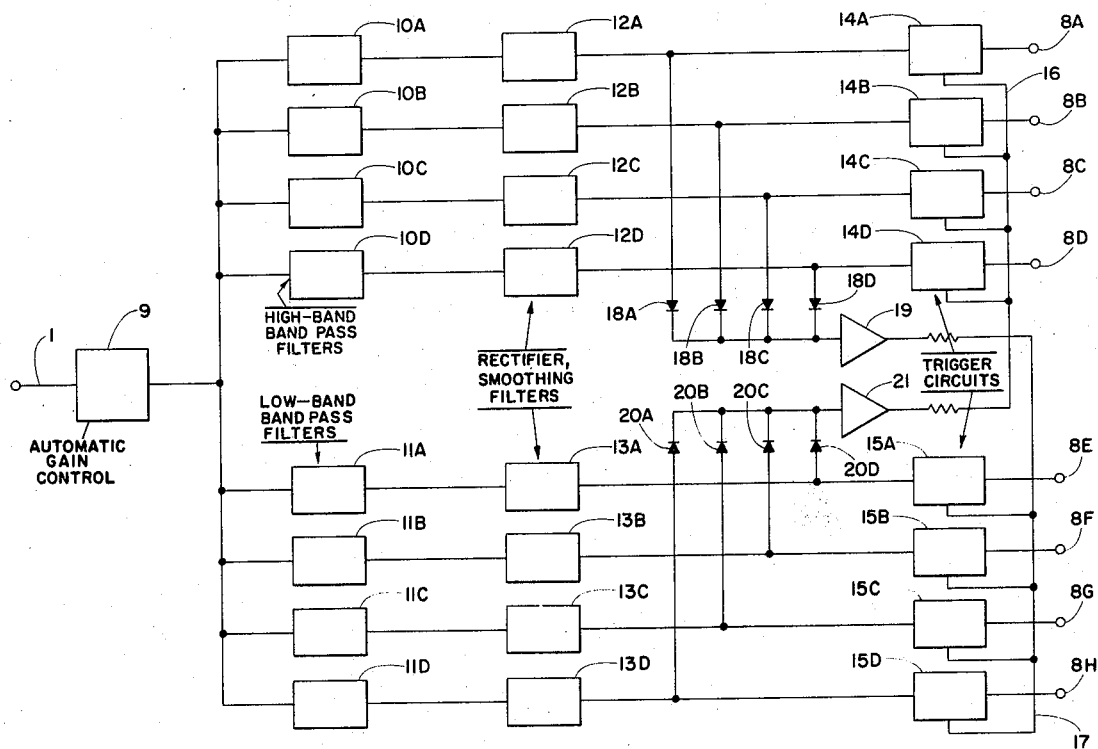 10A
12A
14A
8A
16
10B
12B
14B
8B
10C
12C
14C
8C
10D
12D
14D
8D
HIGH-BAND
BAND PASS
FILTERS
18A
18B
18C
18D
19
1
9
RECTIFIER,
SMOOTHING
FILTERS
TRIGGER
CIRCUITS
AUTOMATIC
GAIN
CONTROL
LOW-BAND
BAND PASS
FILTERS
20A
20B
20C
21
20D
11A
13A
15A
8E
11B
13B
15B
8F
11C
13C
15C
8G
11D
13D
15D
8H
17